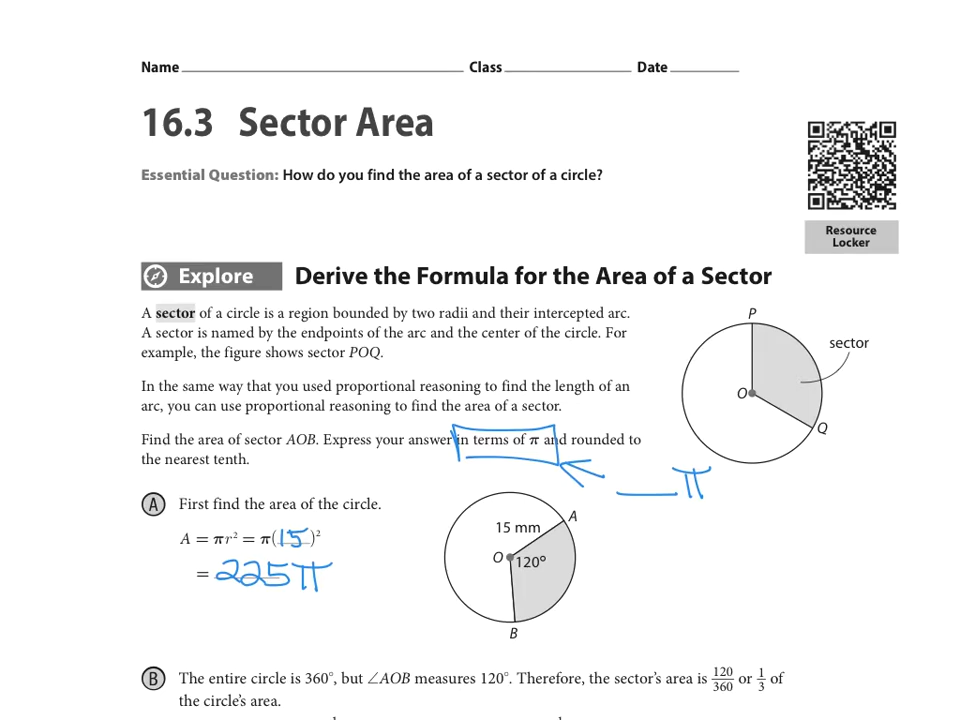 Name Class Date
16.3 Sector Area
Essential Question: How do you find the area of a sector of a circle?
Resource
Locker
Explore Derive the Formula for the Area of a Sector
A sector of a circle is a region bounded by two radii and their intercepted arc.
A sector is named by the endpoints of the arc and the center of the circle. For
example, the figure shows sector POQ.
P
sector
O
Q
In the same way that you used proportional reasoning to find the length of an
arc, you can use proportional reasoning to find the area of a sector.
Find the area of sector AOB. Express your answer in terms of π and rounded to
the nearest tenth.
__π
A First find the area of the circle.
A = πr² = π(15)²
= 225π
15 mm
A
O
120°
B
B The entire circle is 360°, but ∠AOB measures 120°. Therefore, the sector's area is 120/360 or 1/3 of
the circle's area.